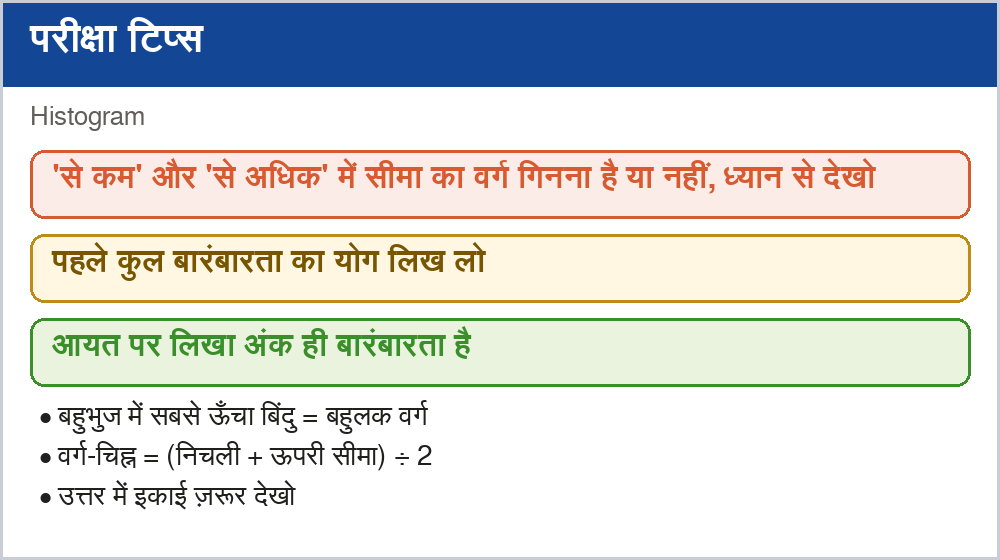 परीक्षा टिप्स
Histogram
'से कम' और 'से अधिक' में सीमा का वर्ग गिनना है या नहीं, ध्यान से देखो
पहले कुल बारंबारता का योग लिख लो
आयत पर लिखा अंक ही बारंबारता है
• बहुभुज में सबसे ऊँचा बिंदु = बहुलक वर्ग
• वर्ग-चिह्न = (निचली + ऊपरी सीमा) ÷ 2
• उत्तर में इकाई ज़रूर देखो